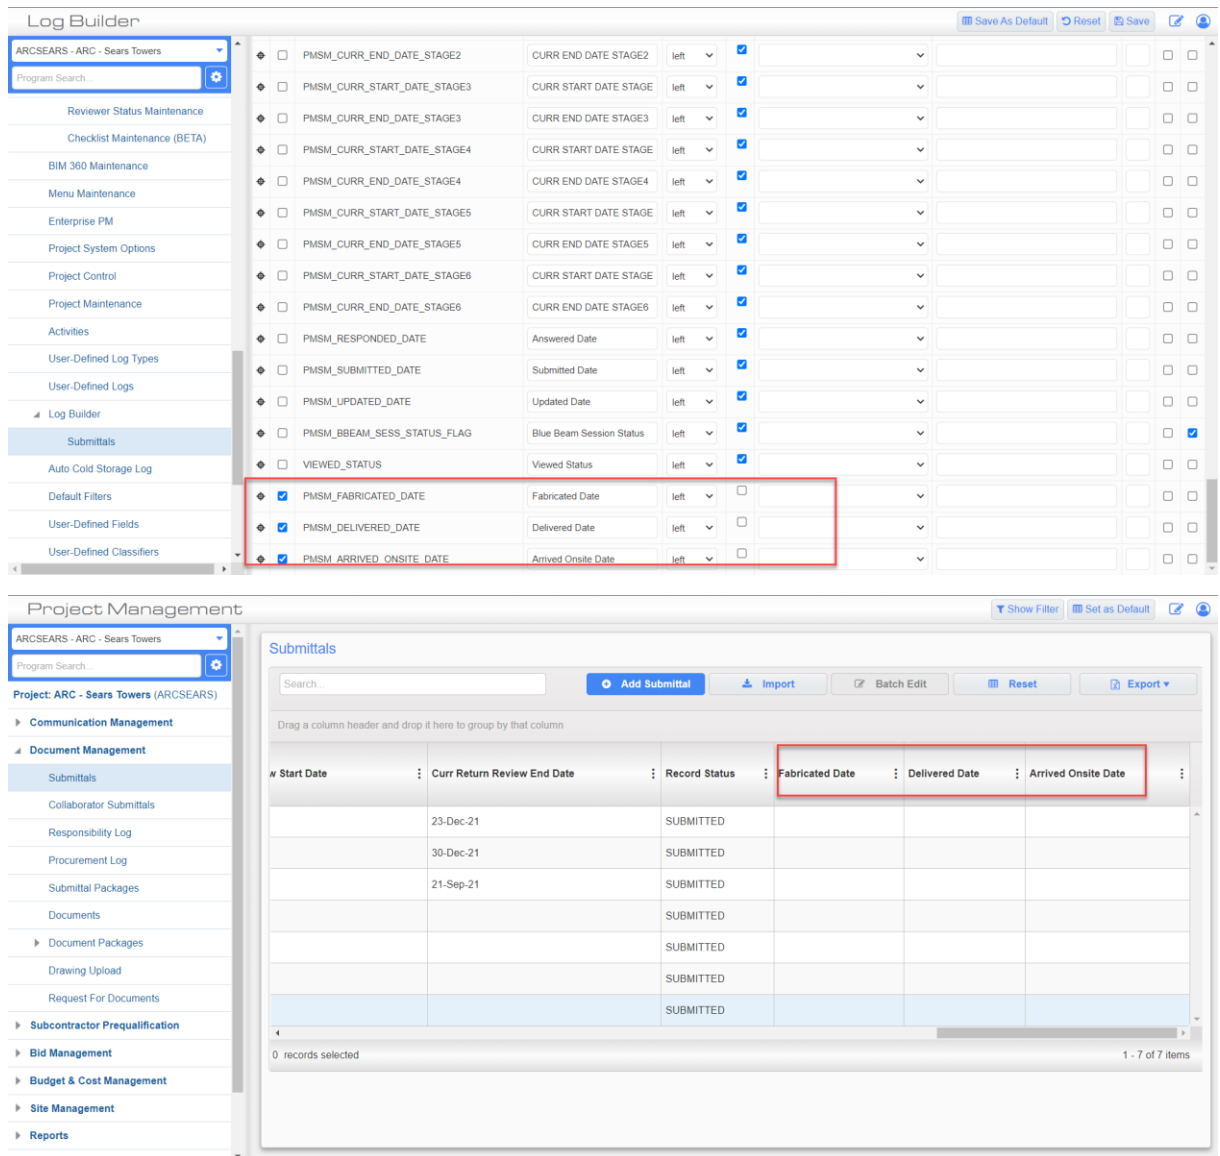 Log Builder
Save As Default Reset Save
ARCSEARS - ARC - Sears Towers
Program Search...
Reviewer Status Maintenance
Checklist Maintenance (BETA)
BIM 360 Maintenance
Menu Maintenance
Enterprise PM
Project System Options
Project Control
Project Maintenance
Activities
User-Defined Log Types
User-Defined Logs
Log Builder
Submittals
Auto Cold Storage Log
Default Filters
User-Defined Fields
User-Defined Classifiers
PMSM_CURR_END_DATE_STAGE2 CURR END DATE STAGE2 left
PMSM_CURR_START_DATE_STAGE3 CURR START DATE STAGE left
PMSM_CURR_END_DATE_STAGE3 CURR END DATE STAGE3 left
PMSM_CURR_START_DATE_STAGE4 CURR START DATE STAGE left
PMSM_CURR_END_DATE_STAGE4 CURR END DATE STAGE4 left
PMSM_CURR_START_DATE_STAGE5 CURR START DATE STAGE left
PMSM_CURR_END_DATE_STAGE5 CURR END DATE STAGE5 left
PMSM_CURR_START_DATE_STAGE6 CURR START DATE STAGE left
PMSM_CURR_END_DATE_STAGE6 CURR END DATE STAGE6 left
PMSM_RESPONDED_DATE Answered Date left
PMSM_SUBMITTED_DATE Submitted Date left
PMSM_UPDATED_DATE Updated Date left
PMSM_BBEAM_SESS_STATUS_FLAG Blue Beam Session Status left
VIEWED_STATUS Viewed Status left
PMSM_FABRICATED_DATE Fabricated Date left
PMSM_DELIVERED_DATE Delivered Date left
PMSM_ARRIVED_ONSITE_DATE Arrived Onsite Date left
Project Management
Show Filter Set as Default
ARCSEARS - ARC - Sears Towers
Program Search...
Project: ARC - Sears Towers (ARCSEARS)
Communication Management
Document Management
Submittals
Collaborator Submittals
Responsibility Log
Procurement Log
Submittal Packages
Documents
Document Packages
Drawing Upload
Request For Documents
Subcontractor Prequalification
Bid Management
Budget & Cost Management
Site Management
Reports
Submittals
Search... Add Submittal Import Batch Edit Reset Export
Drag a column header and drop it here to group by that column
w Start Date Curr Return Review End Date Record Status Fabricated Date Delivered Date Arrived Onsite Date
23-Dec-21 SUBMITTED
30-Dec-21 SUBMITTED
21-Sep-21 SUBMITTED
SUBMITTED
SUBMITTED
SUBMITTED
SUBMITTED
0 records selected 1 - 7 of 7 items